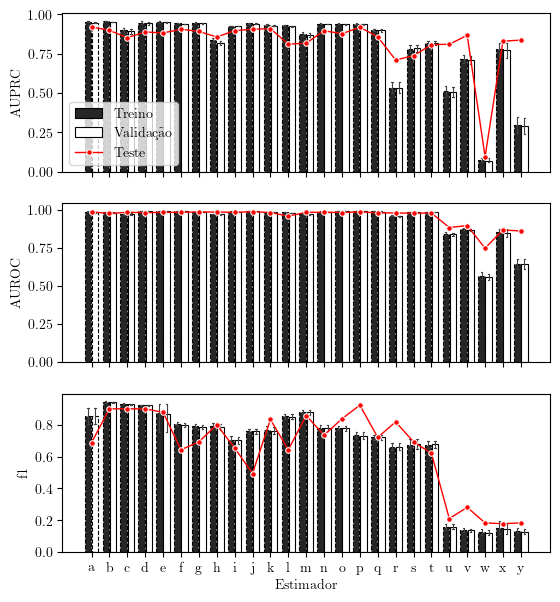 1.00
0.75
0.50
0.25
0.00
AUPRC
Treino
Validação
Teste
1.00
0.75
0.50
0.25
0.00
AUROC
0.8
0.6
0.4
0.2
0.0
f1
a b c d e f g h i j k l m n o p q r s t u v w x y
Estimador